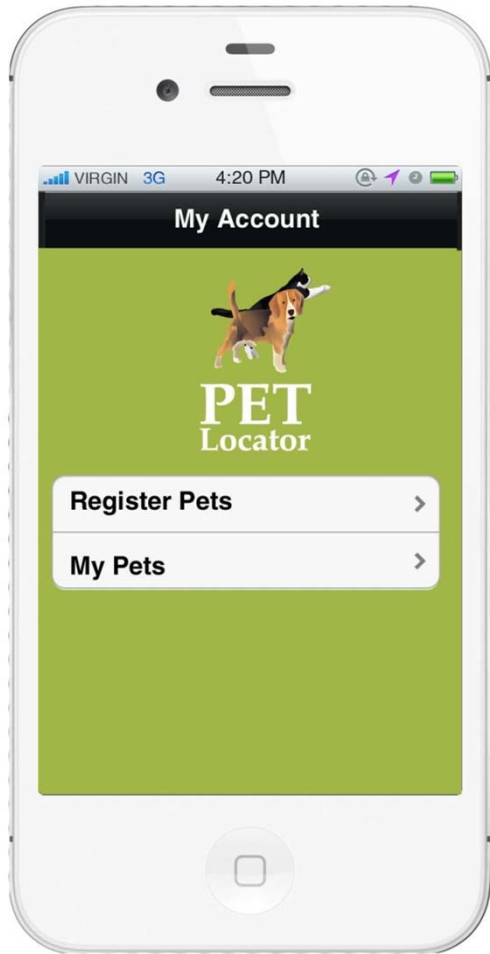 VIRGIN 3G 4:20 PM
My Account
PET
Locator
Register Pets
My Pets